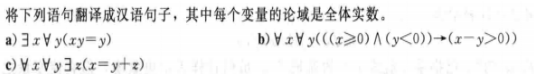 将下列语句翻译成汉语句子，其中每个变量的论域是全体实数。
a)∃x∀y(xy=y) b)∀x∀y(((x≥0)∧(y<0))→(x-y>0))
c)∀x∀y∃z(x=y+z)